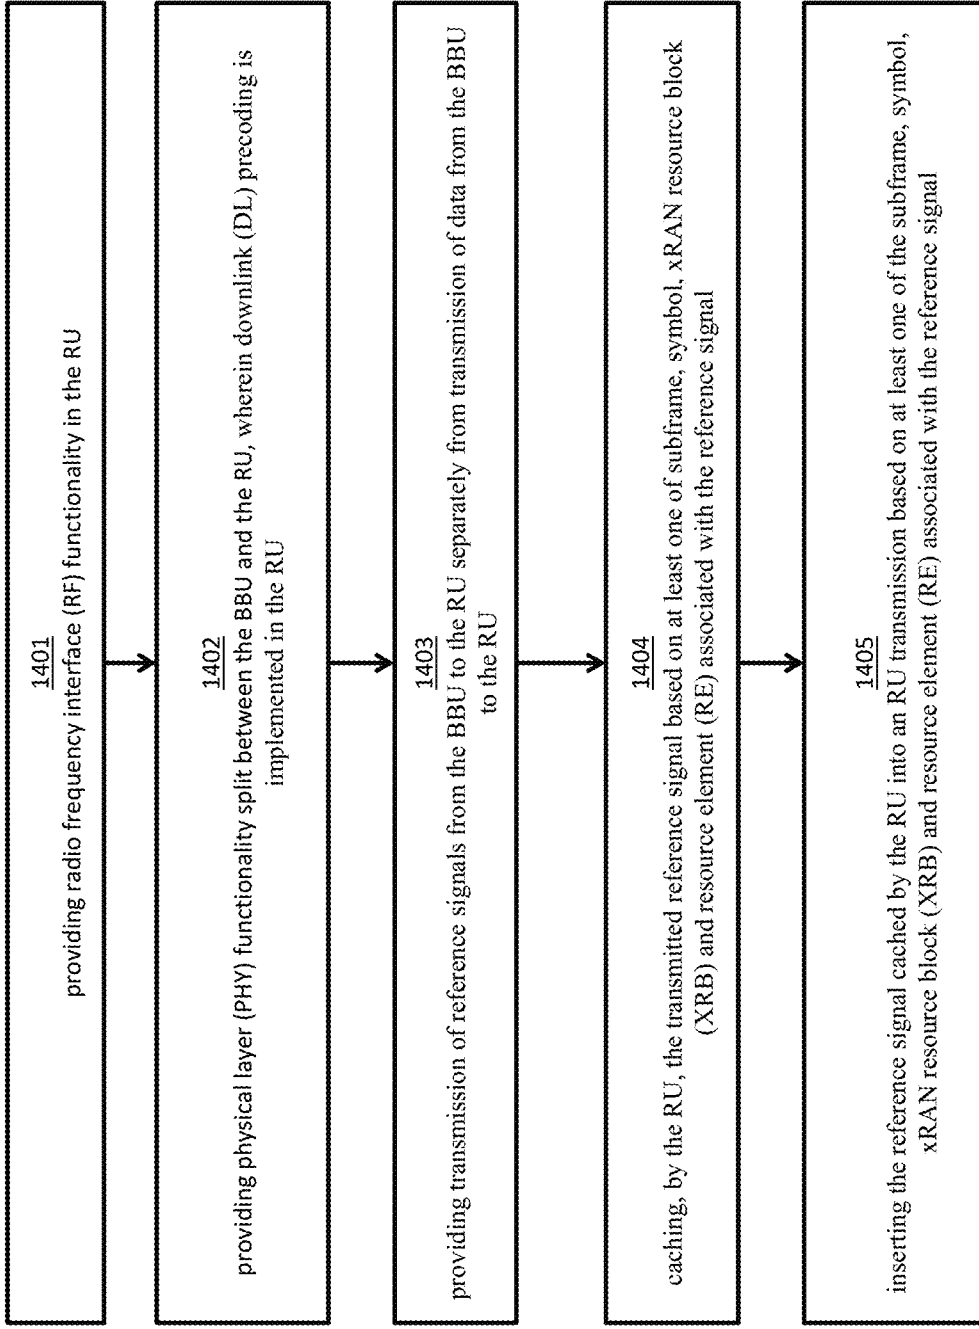 1401
providing radio frequency interface (RF) functionality in the RU
1402
providing physical layer (PHY) functionality split between the BBU and the RU, wherein downlink (DL) precoding is
implemented in the RU
1403
providing transmission of reference signals from the BBU to the RU separately from transmission of data from the BBU
to the RU
1404
caching, by the RU, the transmitted reference signal based on at least one of subframe, symbol, xRAN resource block
(XRB) and resource element (RE) associated with the reference signal
1405
inserting the reference signal cached by the RU into an RU transmission based on at least one of the subframe, symbol,
xRAN resource block (XRB) and resource element (RE) associated with the reference signal